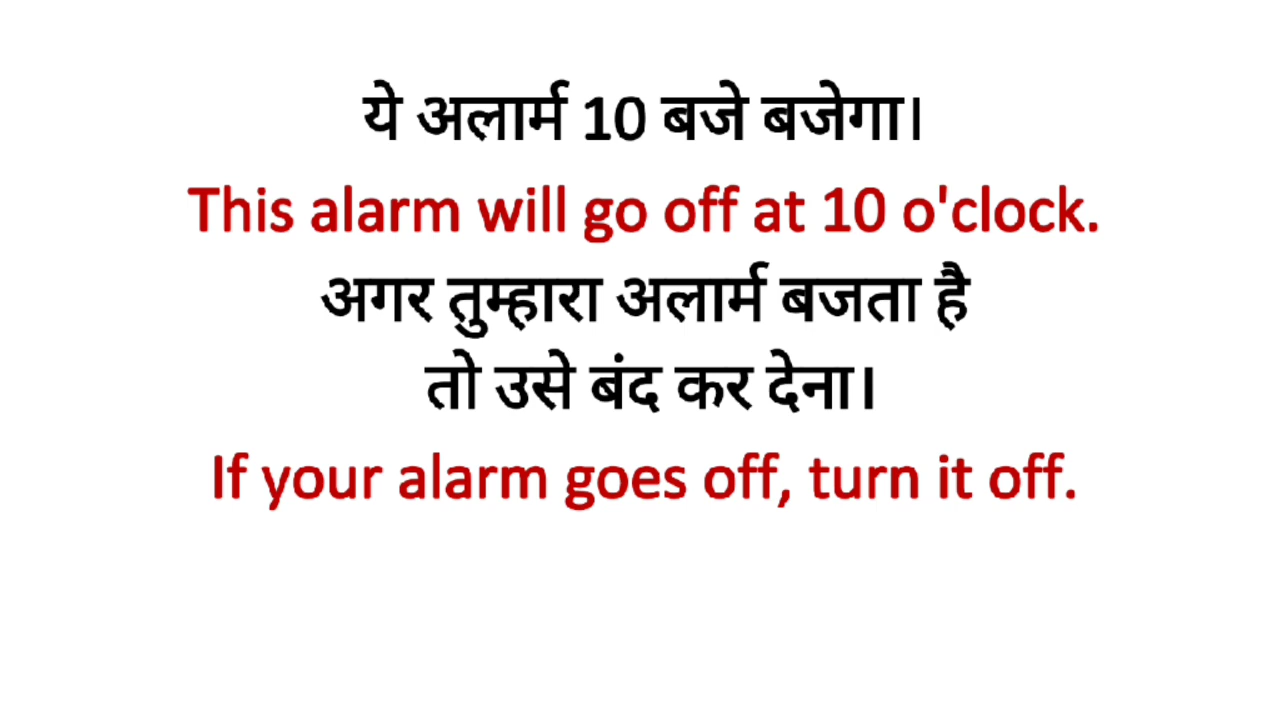 ये अलार्म 10 बजे बजेगा।
This alarm will go off at 10 o'clock.
अगर तुम्हारा अलार्म बजता है
तो उसे बंद कर देना।
If your alarm goes off, turn it off.